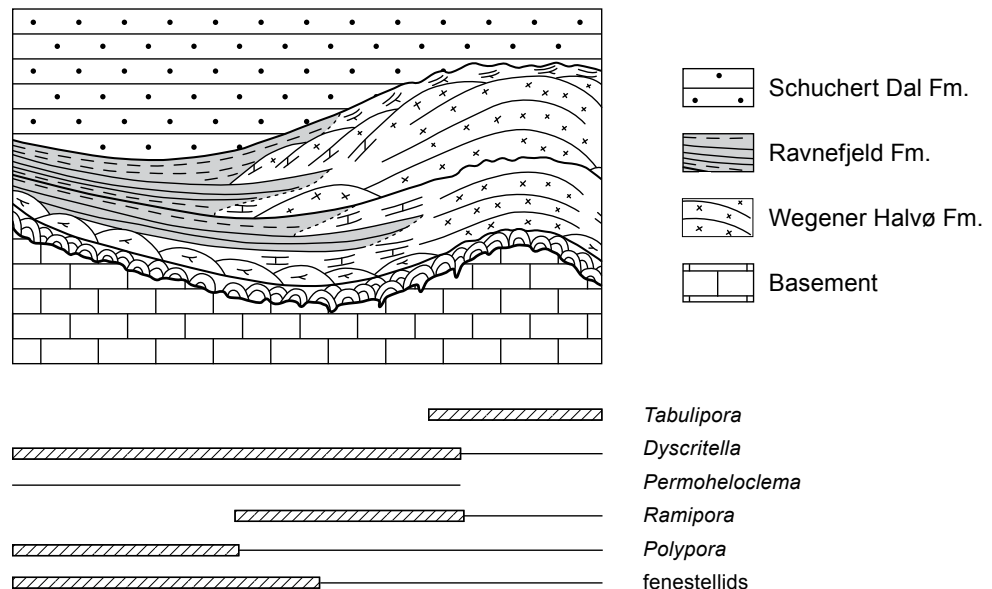 Schuchert Dal Fm.
Ravnefjeld Fm.
Wegener Halvø Fm.
Basement
Tabulipora
Dyscritella
Permoheloclema
Ramipora
Polypora
fenestellids